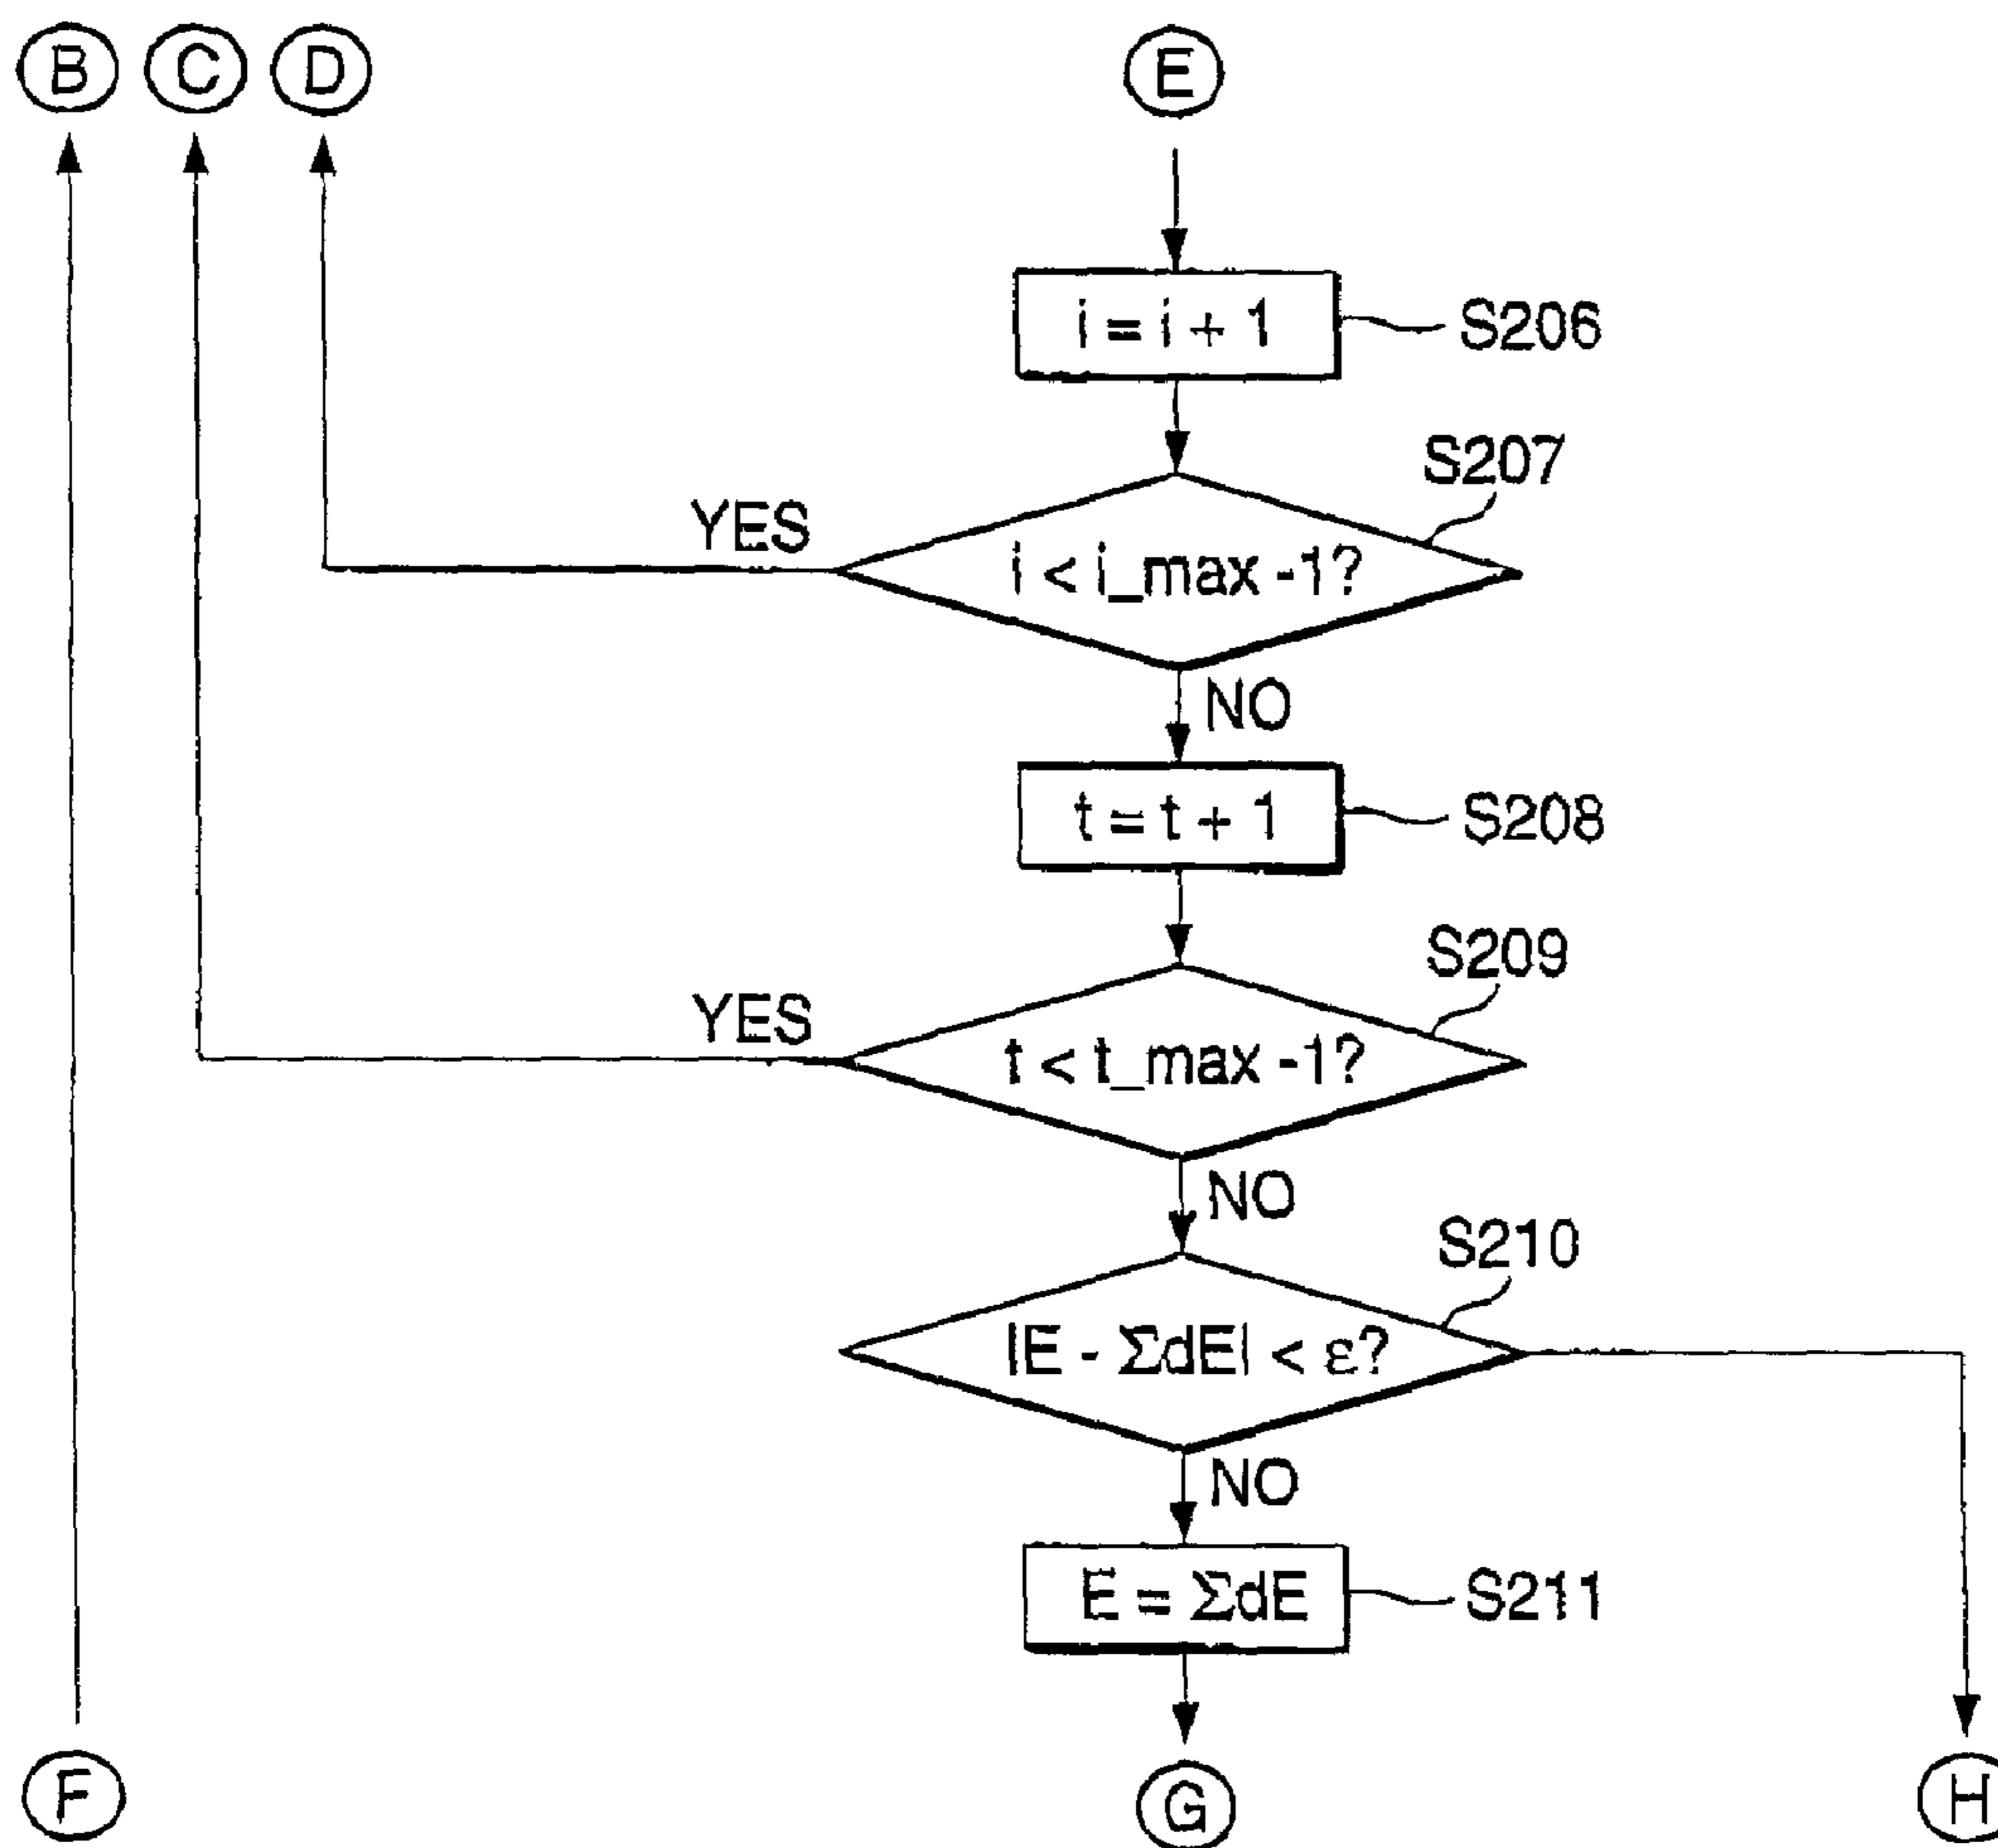 B C D E
i = i + 1 S206
S207
YES
i < i_max -1?
NO
t = t + 1 S208
S209
YES
t < t_max -1?
NO
S210
|E - ΣdE| < ε?
NO
E = ΣdE S211
F G H